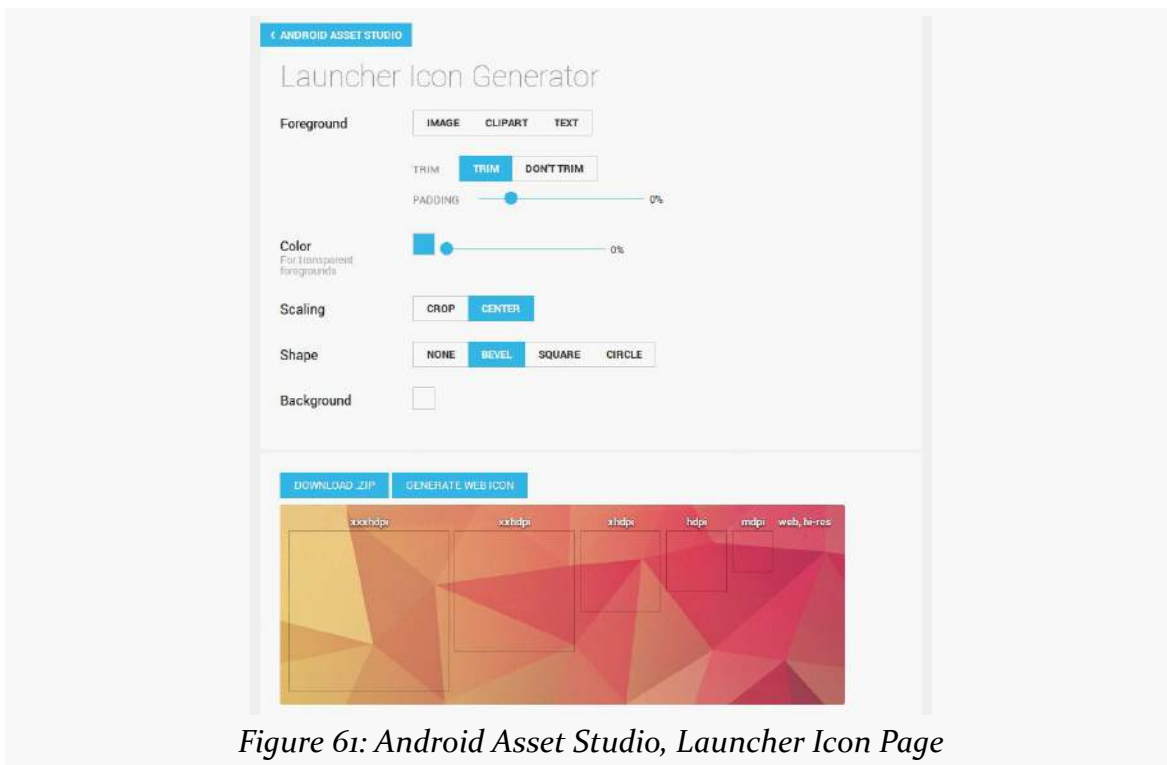 ‹ ANDROID ASSET STUDIO
Launcher Icon Generator
Foreground IMAGE CLIPART TEXT
TRIM TRIM DON'T TRIM
PADDING 0%
Color 0%
For transparent
foregrounds
Scaling CROP CENTER
Shape NONE BEVEL SQUARE CIRCLE
Background
DOWNLOAD .ZIP GENERATE WEB ICON
xxxhdpi xxhdpi xhdpi hdpi mdpi web, hi-res
Figure 61: Android Asset Studio, Launcher Icon Page